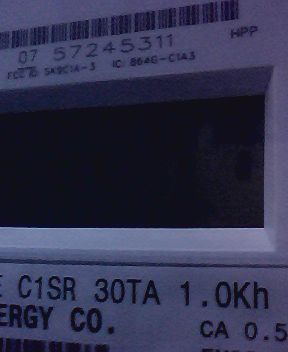 07 57245311 HPP
FCC ID SK9C1A-3 IC: 864G-C1A3
C1SR 30TA 1.0Kh
ERGY CO.
CA 0.5